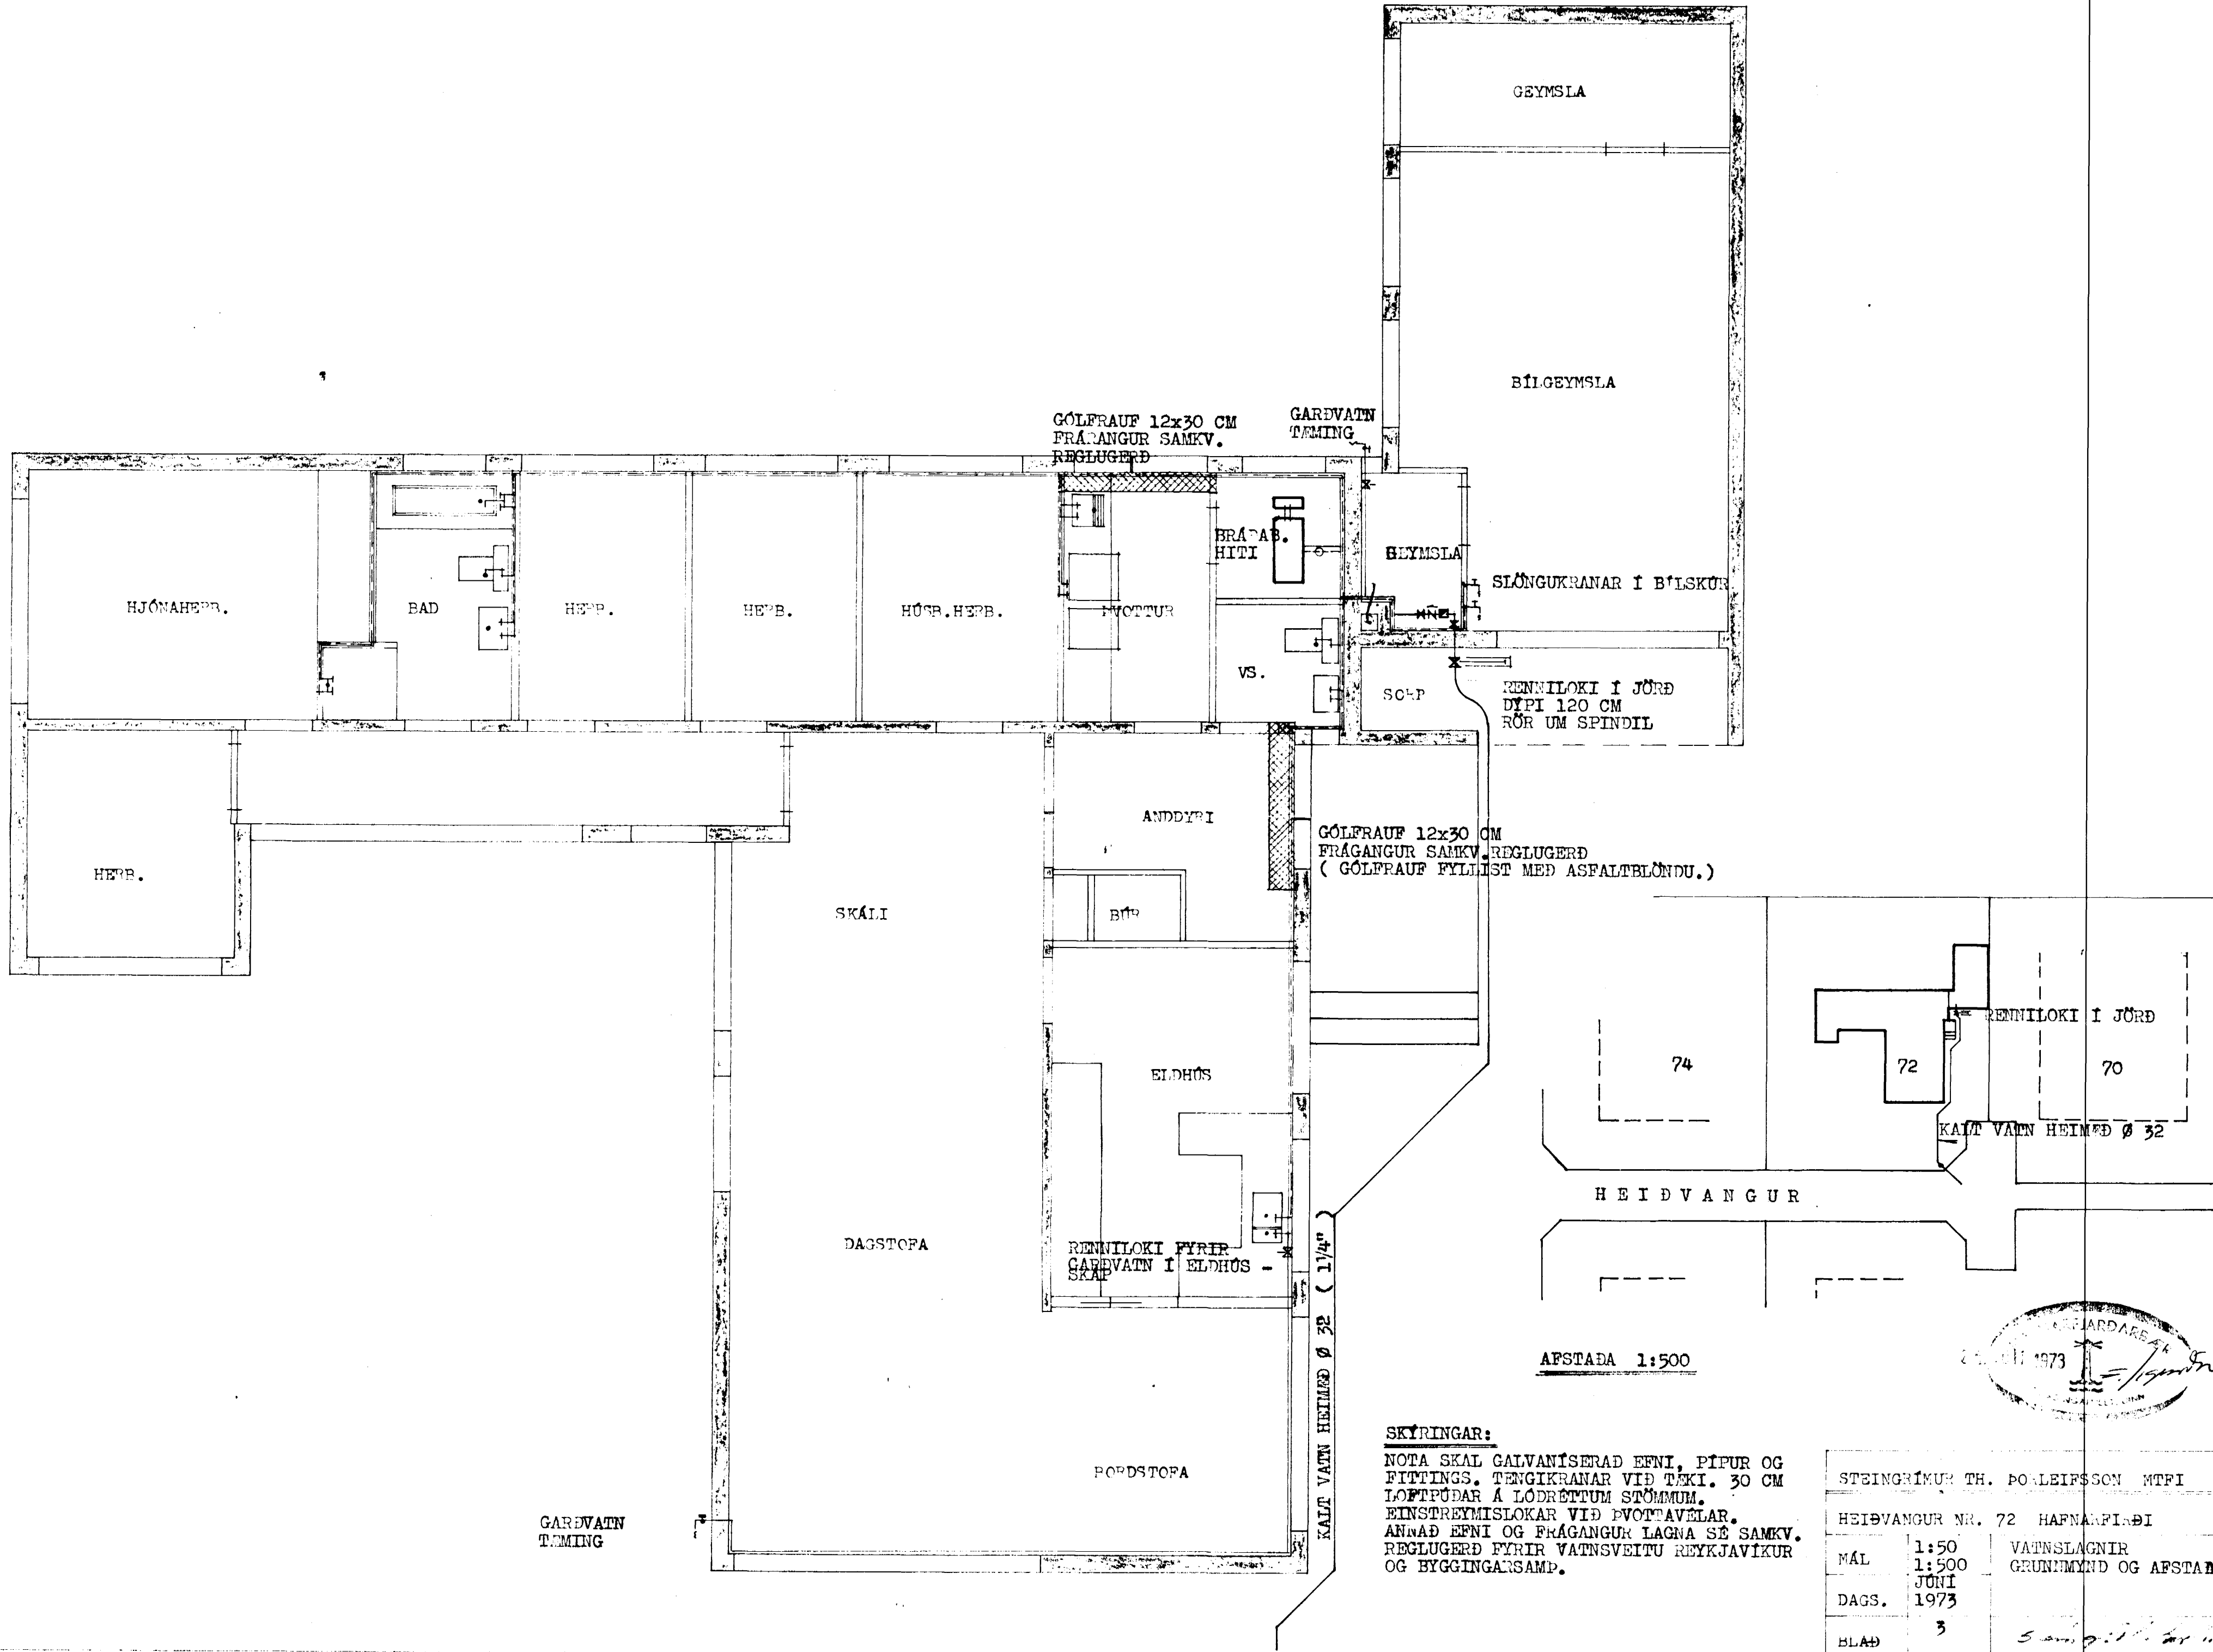 GEYMSLA
BÍLGEYMSLA
GÓLFRAUF 12x30 CM
FRÁGANGUR SAMKV.
REGLUGERÐ
GARÐVATN
TÆMING
HJÓNAHERB.
BAÐ
HERB.
HERB.
HÚSB.HERB.
ÞVOTTUR
HITI
GEYMSLA
SLÖNGUKRANAR Í BÍLSKÚR
VS.
SORP
RENNILOKI Í JÖRÐ
DÝPI 120 CM
RÖR UM SPINDIL
HERB.
ANDDYRI
BÚR
SKÁLI
GÓLFRAUF 12x30 CM
FRÁGANGUR SAMKV.REGLUGERÐ
( GÓLFRAUF FYLLIST MEÐ ASFALTBLÖNDU.)
ELDHÚS
DAGSTOFA
RENNILOKI FYRIR
GARÐVATN Í ELDHÚS -
SKÁP
BORÐSTOFA
GARÐVATN
TÆMING
KALT VATN HEIMÆÐ Ø 32 ( 1 1/4" )
RENNILOKI Í JÖRÐ
74
72
70
KALT VATN HEIMÆÐ Ø 32
HEIÐVANGUR
AFSTAÐA 1:500
1973
SKÝRINGAR:
NOTA SKAL GALVANÍSERAÐ EFNI, PÍPUR OG
FITTINGS. TENGIKRANAR VIÐ TÆKI. 30 CM
LOFTPÚÐAR Á LÓÐRÉTTUM STÖMMUM.
EINSTREYMISLOKAR VIÐ ÞVOTTAVÉLAR.
ANNAÐ EFNI OG FRÁGANGUR LAGNA SÉ SAMKV.
REGLUGERÐ FYRIR VATNSVEITU REYKJAVÍKUR
OG BYGGINGARSAMÞ.
STEINGRÍMUR TH. ÞORLEIFSSON MTFI
HEIÐVANGUR NR. 72 HAFNARFIRÐI
MÁL 1:50 VATNSLAGNIR
1:500 GRUNNMYND OG AFSTAÐ
DAGS. JÚNÍ
1973
BLAÐ 3